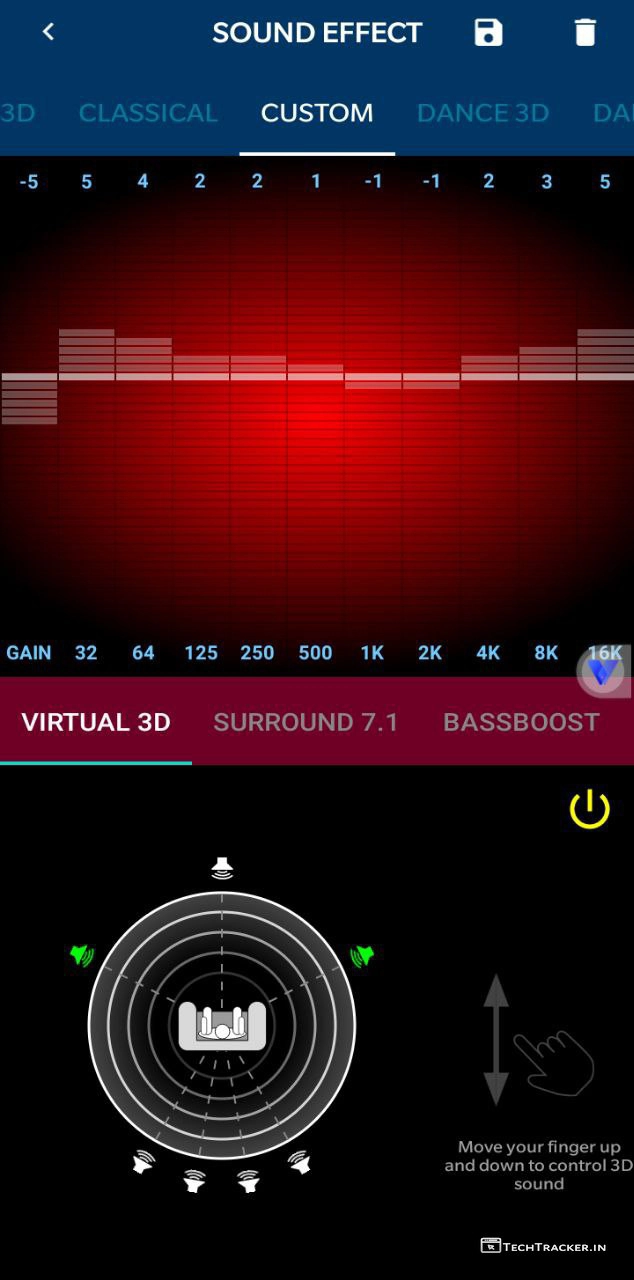 SOUND EFFECT
3D CLASSICAL CUSTOM DANCE 3D DA
-5 5 4 2 2 1 -1 -1 2 3 5
GAIN 32 64 125 250 500 1K 2K 4K 8K 16K
VIRTUAL 3D SURROUND 7.1 BASSBOOST
Move your finger up
and down to control 3D
sound
TECHTRACKER.IN